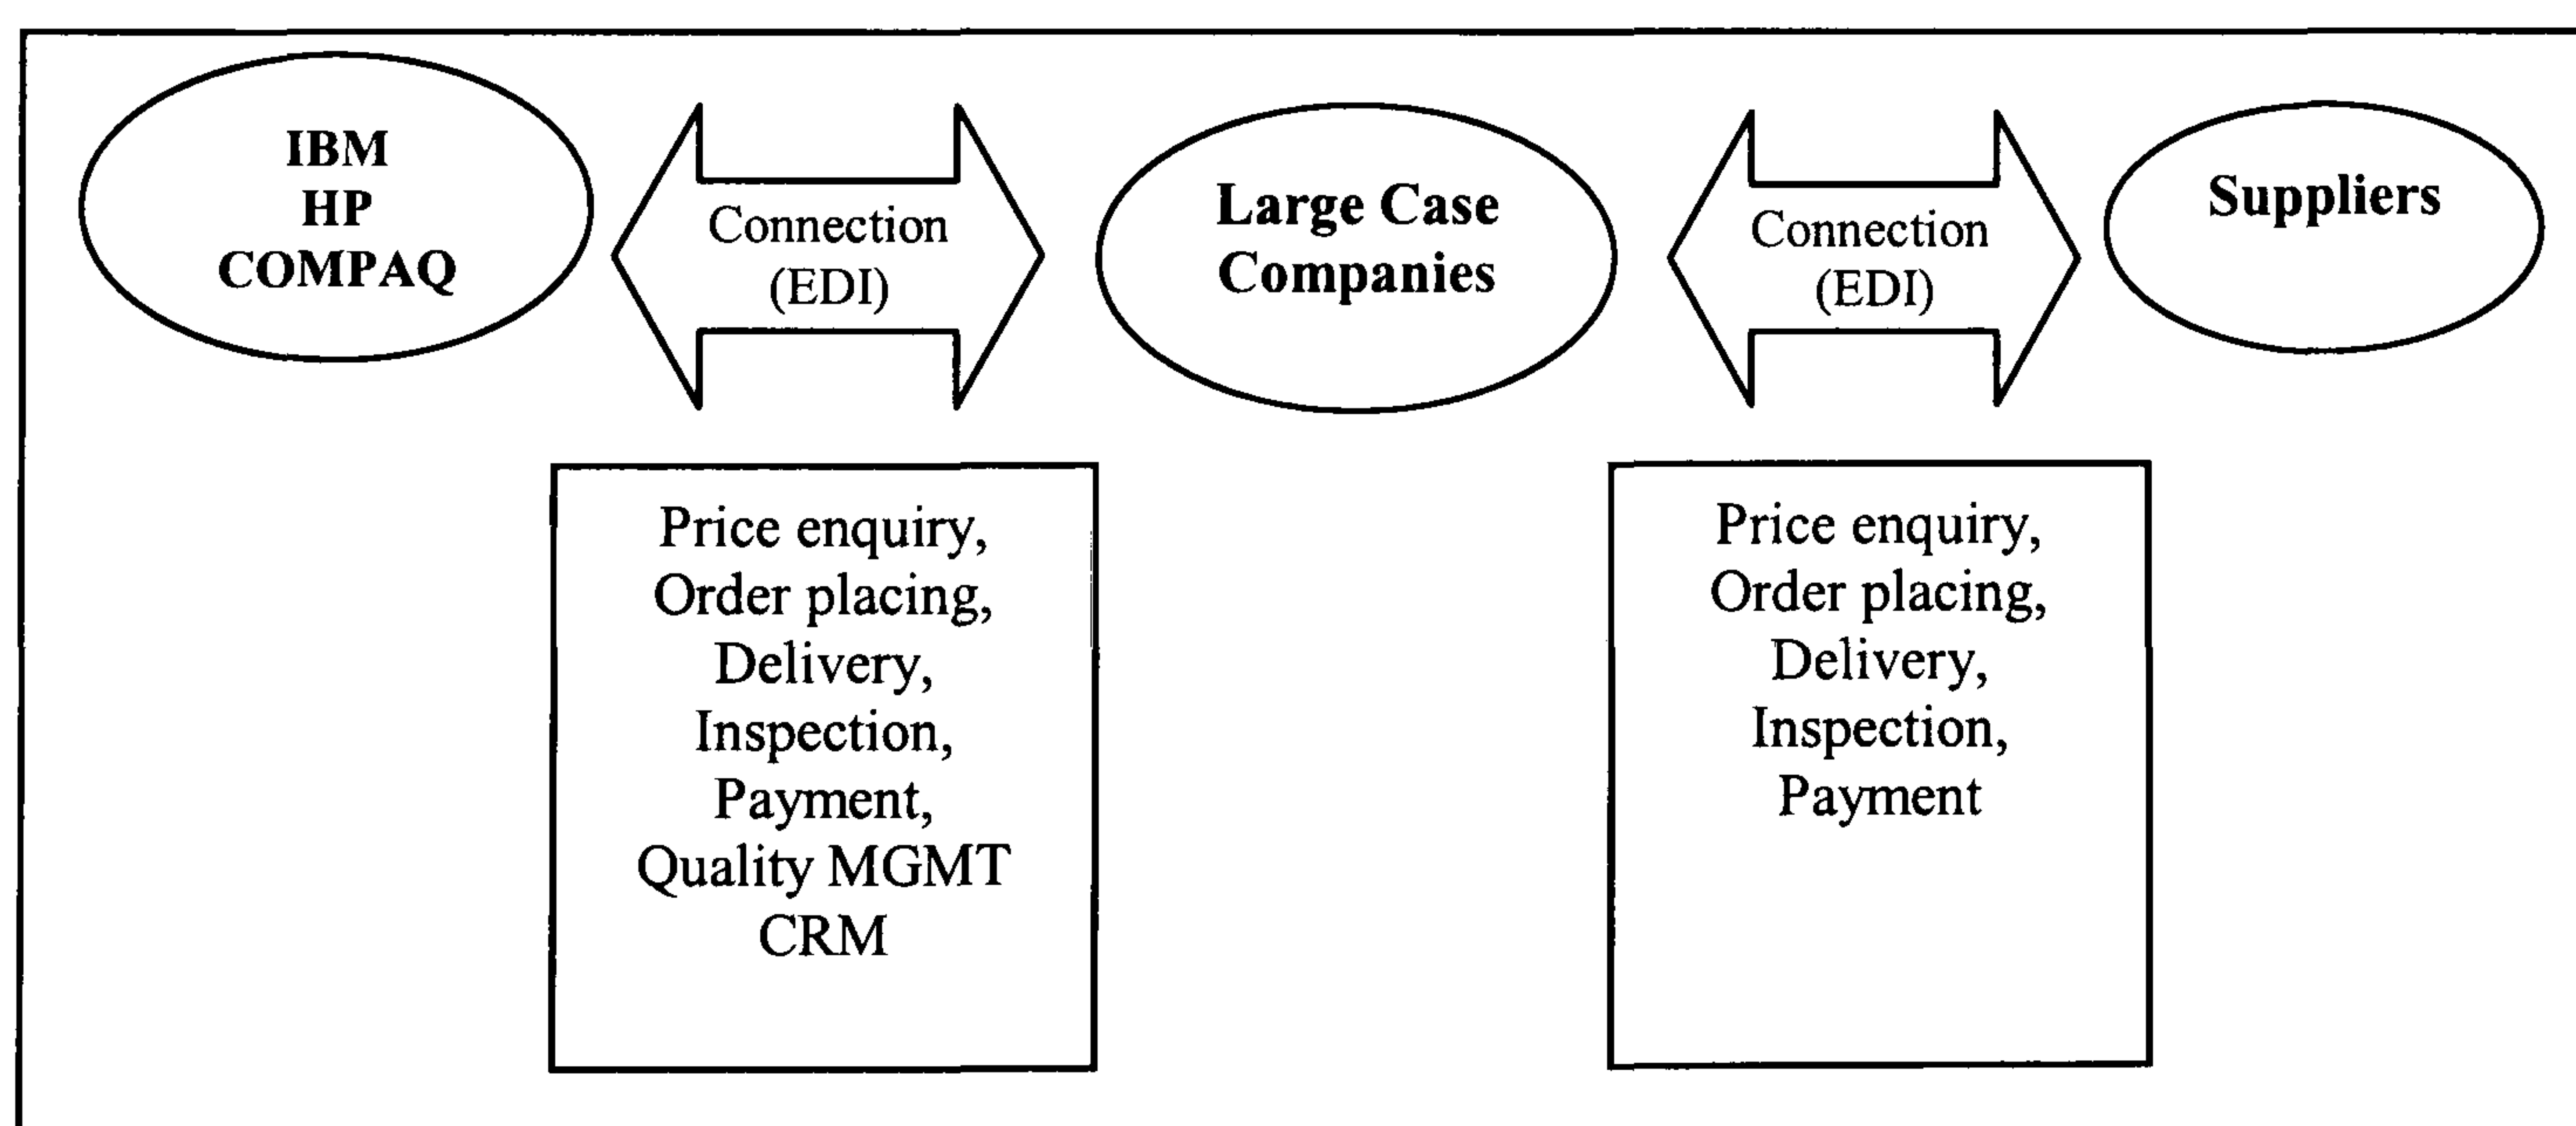 IBM
HP
COMPAQ
Connection
(EDI)
Large Case
Companies
Connection
(EDI)
Suppliers
Price enquiry,
Order placing,
Delivery,
Inspection,
Payment,
Quality MGMT
CRM
Price enquiry,
Order placing,
Delivery,
Inspection,
Payment